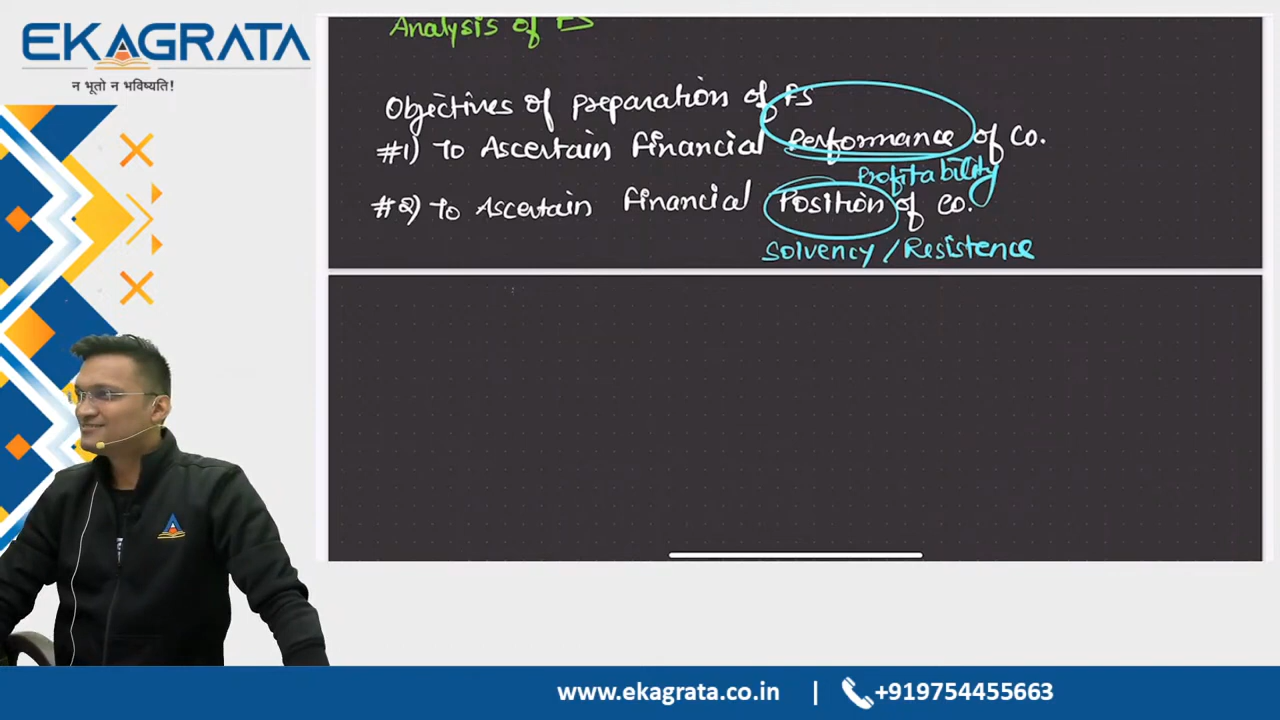 EKAGRATA
न भूतो न भविष्यति!
Analysis of FS
Objectives of preparation of FS
#1) To Ascertain Financial Performance of Co.
Profitability
#2) To Ascertain Financial Position of Co.
Solvency / Resistence
www.ekagrata.co.in | +919754455663